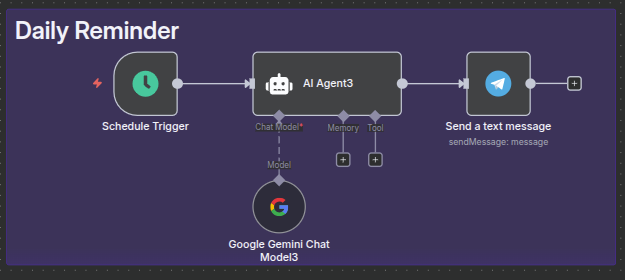 Daily Reminder
AI Agent3
Schedule Trigger
Chat Model*
Memory
Tool
Send a text message
sendMessage: message
Model
Google Gemini Chat
Model3